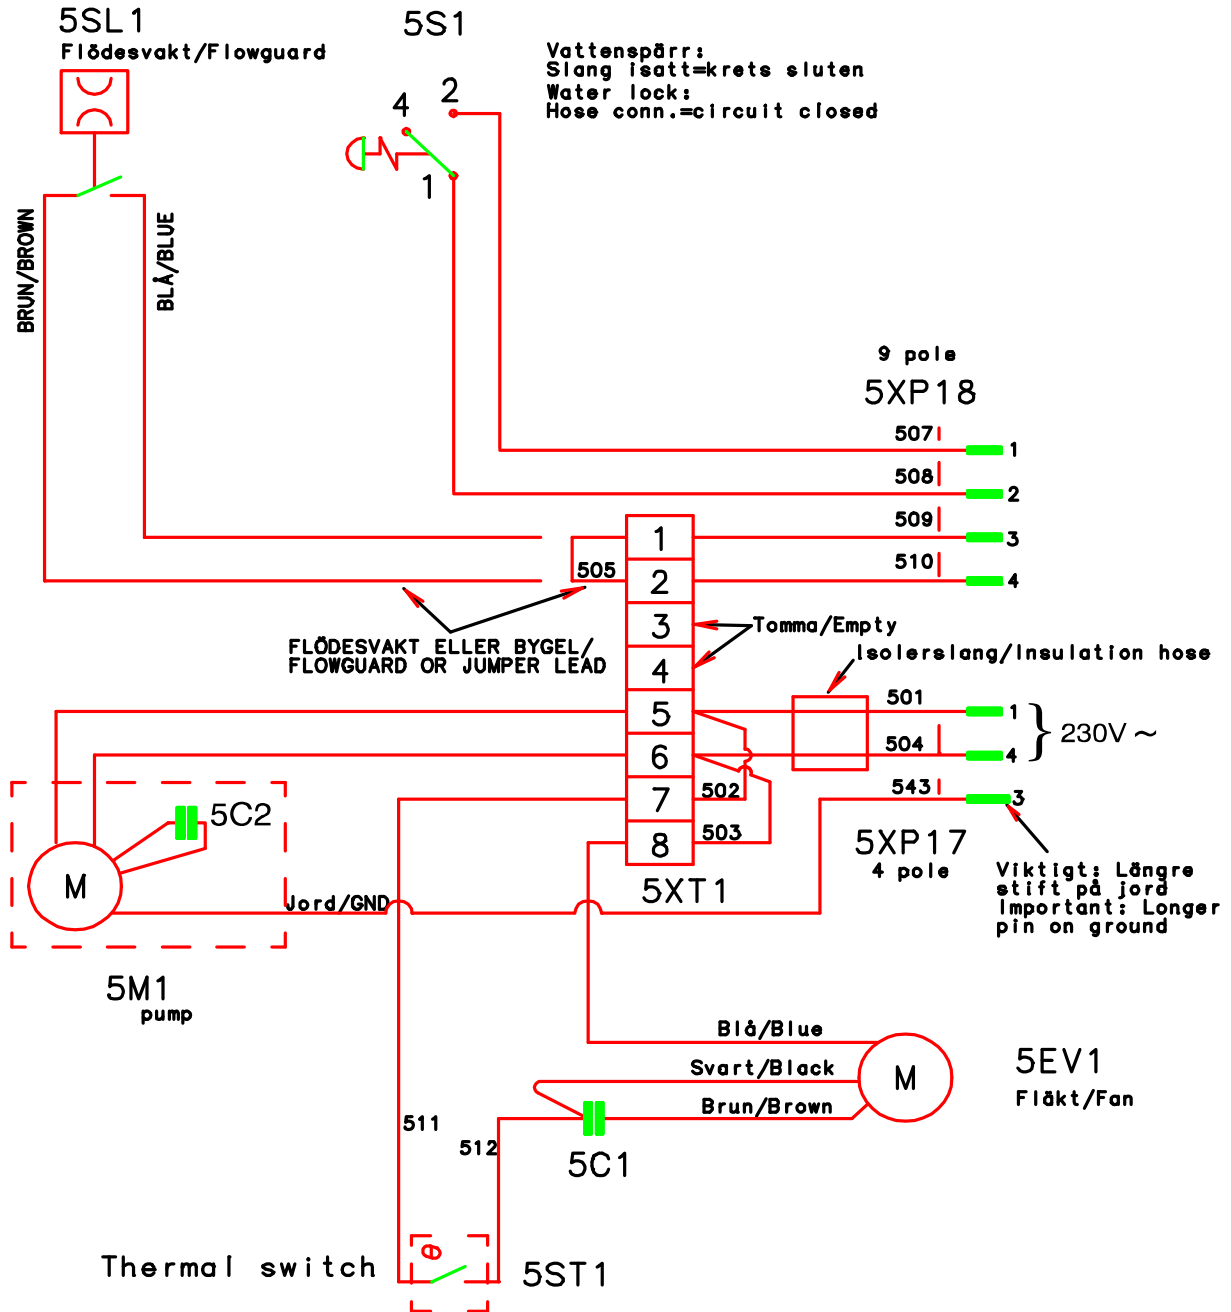 5SL1
Flödesvakt/Flowguard
5S1
Vattenspärr:
Slang isatt=krets sluten
Water lock:
Hose conn.=circuit closed
2
4
1
BRUN/BROWN
BLÅ/BLUE
9 pole
5XP18
507
1
508
2
509
3
510
4
1
505
2
3
4
5
6
7
8
5XT1
FLÖDESVAKT ELLER BYGEL/
FLOWGUARD OR JUMPER LEAD
Tomma/Empty
Isolerslang/Insulation hose
501
1
504
4
230V ~
543
3
502
503
5XP17
4 pole
Viktigt: Längre
stift på jord
Important: Longer
pin on ground
5C2
M
Jord/GND
5M1
pump
Blå/Blue
Svart/Black
Brun/Brown
M
5EV1
Fläkt/Fan
511
512
5C1
Thermal switch
θ
5ST1